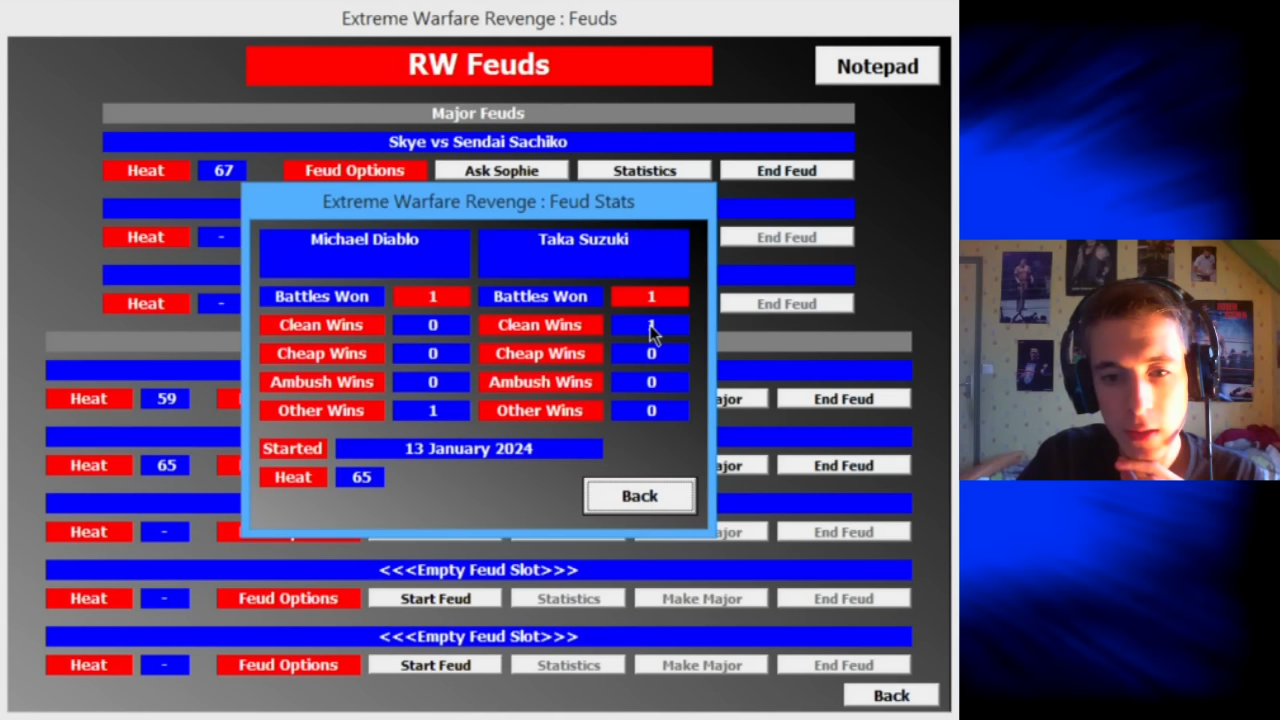 Extreme Warfare Revenge : Feuds
RW Feuds
Notepad
Major Feuds
Skye vs Sendai Sachiko
Heat 67 Feud Options Ask Sophie Statistics End Feud
Extreme Warfare Revenge : Feud Stats
Heat - End Feud
Michael Diablo Taka Suzuki
Battles Won 1 Battles Won 1
Heat - End Feud
Clean Wins 0 Clean Wins 1
Cheap Wins 0 Cheap Wins 0
Ambush Wins 0 Ambush Wins 0
Heat 59 End Feud
Other Wins 1 Other Wins 0
Started 13 January 2024
Heat 65 End Feud
Heat 65
Back
Heat - End Feud
<<<Empty Feud Slot>>>
Heat - Feud Options Start Feud Statistics Make Major End Feud
<<<Empty Feud Slot>>>
Heat - Feud Options Start Feud Statistics Make Major End Feud
Back